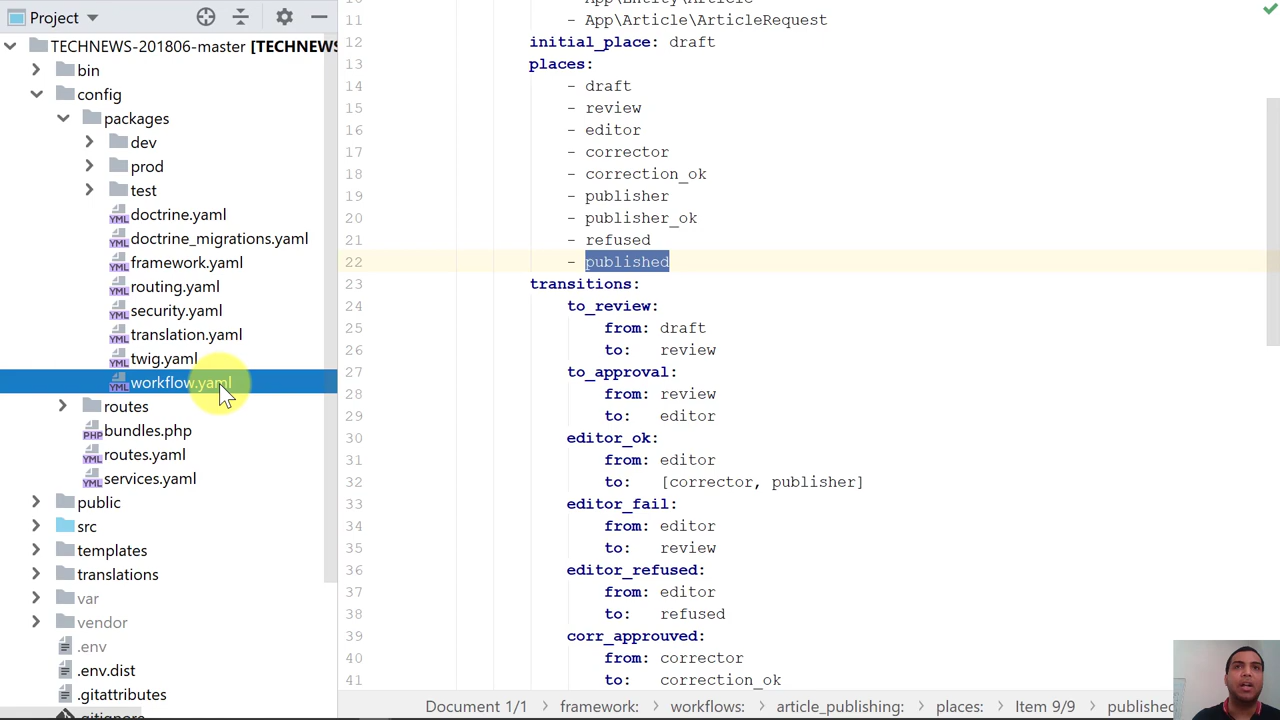 Project
TECHNEWS-201806-master [TECHNEWS
bin
config
packages
dev
prod
test
doctrine.yaml
doctrine_migrations.yaml
framework.yaml
routing.yaml
security.yaml
translation.yaml
twig.yaml
workflow.yaml
routes
bundles.php
routes.yaml
services.yaml
public
src
templates
translations
var
vendor
.env
.env.dist
.gitattributes
.gitignore
11 - App\Article\ArticleRequest
12 initial_place: draft
13 places:
14 - draft
15 - review
16 - editor
17 - corrector
18 - correction_ok
19 - publisher
20 - publisher_ok
21 - refused
22 - published
23 transitions:
24 to_review:
25 from: draft
26 to: review
27 to_approval:
28 from: review
29 to: editor
30 editor_ok:
31 from: editor
32 to: [corrector, publisher]
33 editor_fail:
34 from: editor
35 to: review
36 editor_refused:
37 from: editor
38 to: refused
39 corr_approuved:
40 from: corrector
41 to: correction_ok
Document 1/1 framework: workflows: article_publishing: places: Item 9/9 published